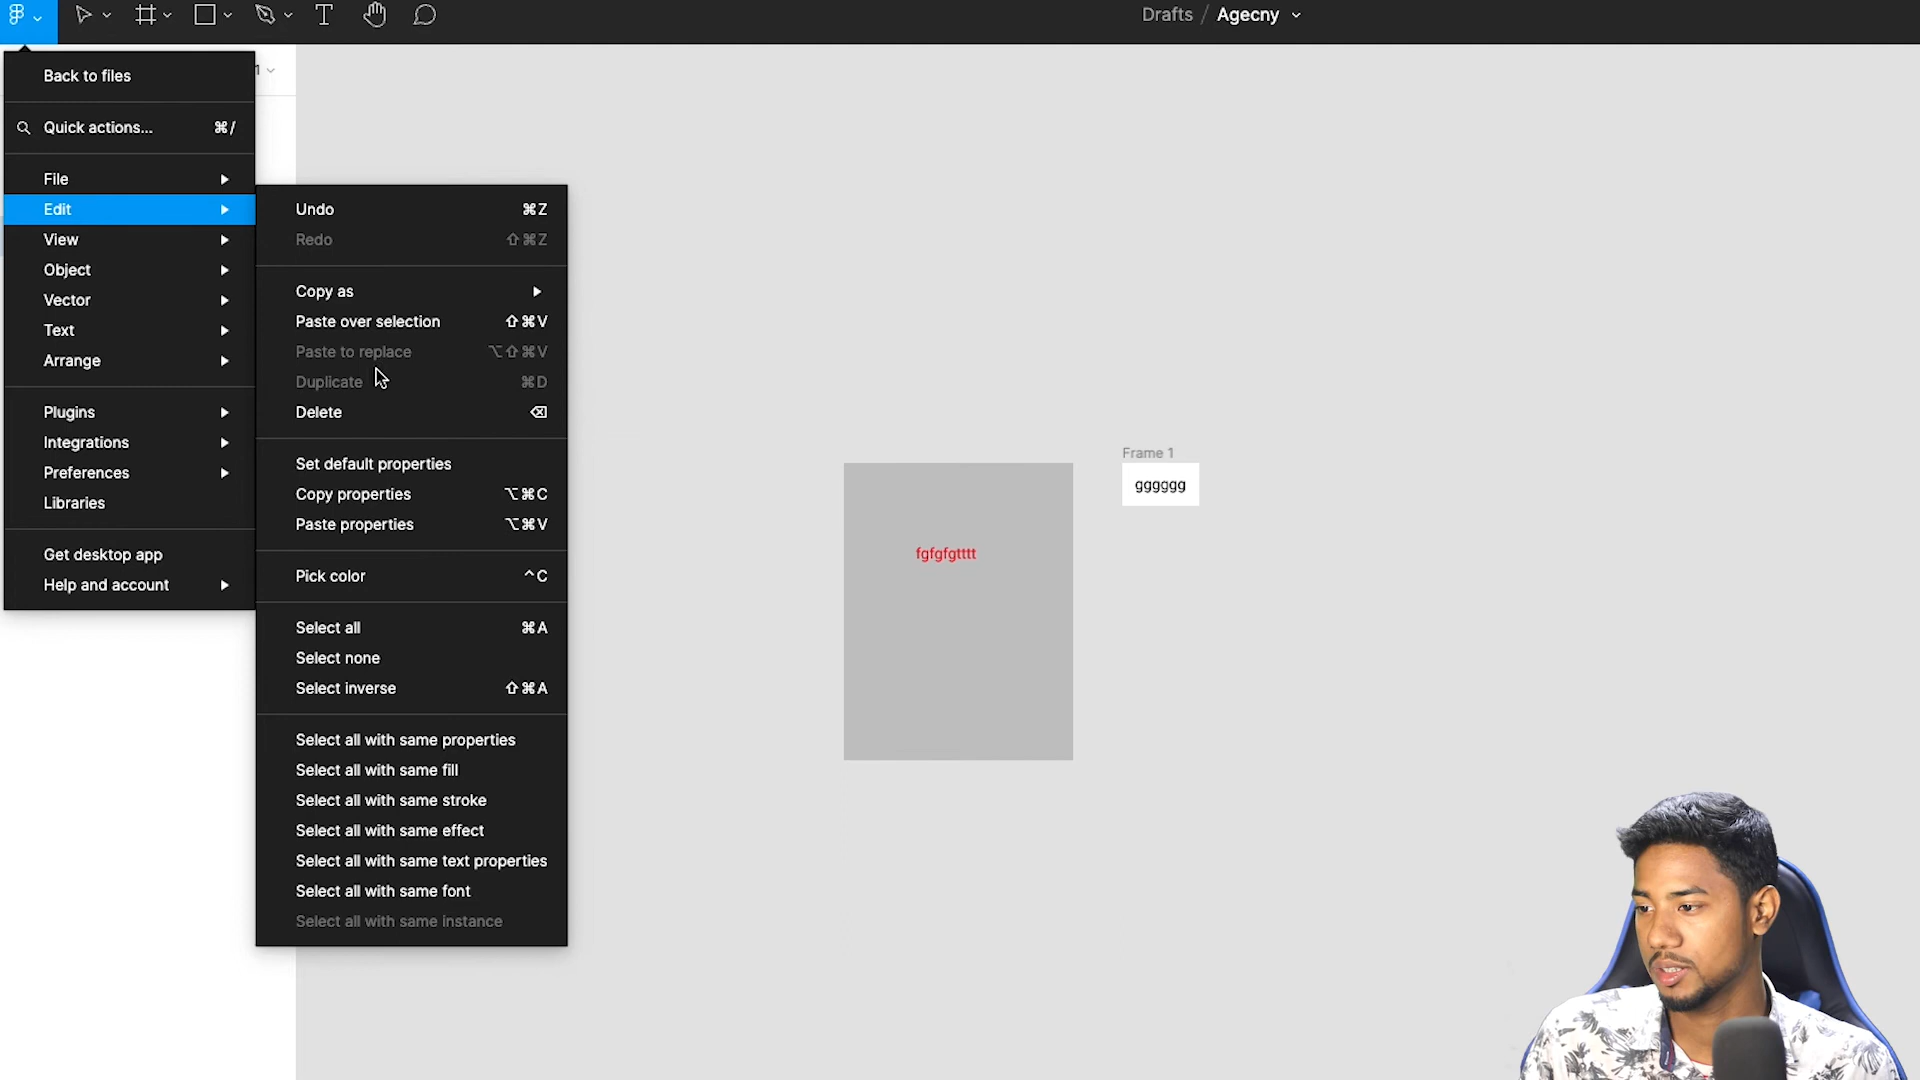 Drafts / Agecny
Back to files
1
Quick actions... ⌘/
File
Edit
View
Object
Vector
Text
Arrange
Plugins
Integrations
Preferences
Libraries
Get desktop app
Help and account
Undo ⌘Z
Redo ⇧⌘Z
Copy as
Paste over selection ⇧⌘V
Paste to replace ⌥⇧⌘V
Duplicate ⌘D
Delete ⌫
Set default properties
Copy properties ⌥⌘C
Paste properties ⌥⌘V
Pick color ^C
Select all ⌘A
Select none
Select inverse ⇧⌘A
Select all with same properties
Select all with same fill
Select all with same stroke
Select all with same effect
Select all with same text properties
Select all with same font
Select all with same instance
Frame 1
gggggg
fgfgfgtttt